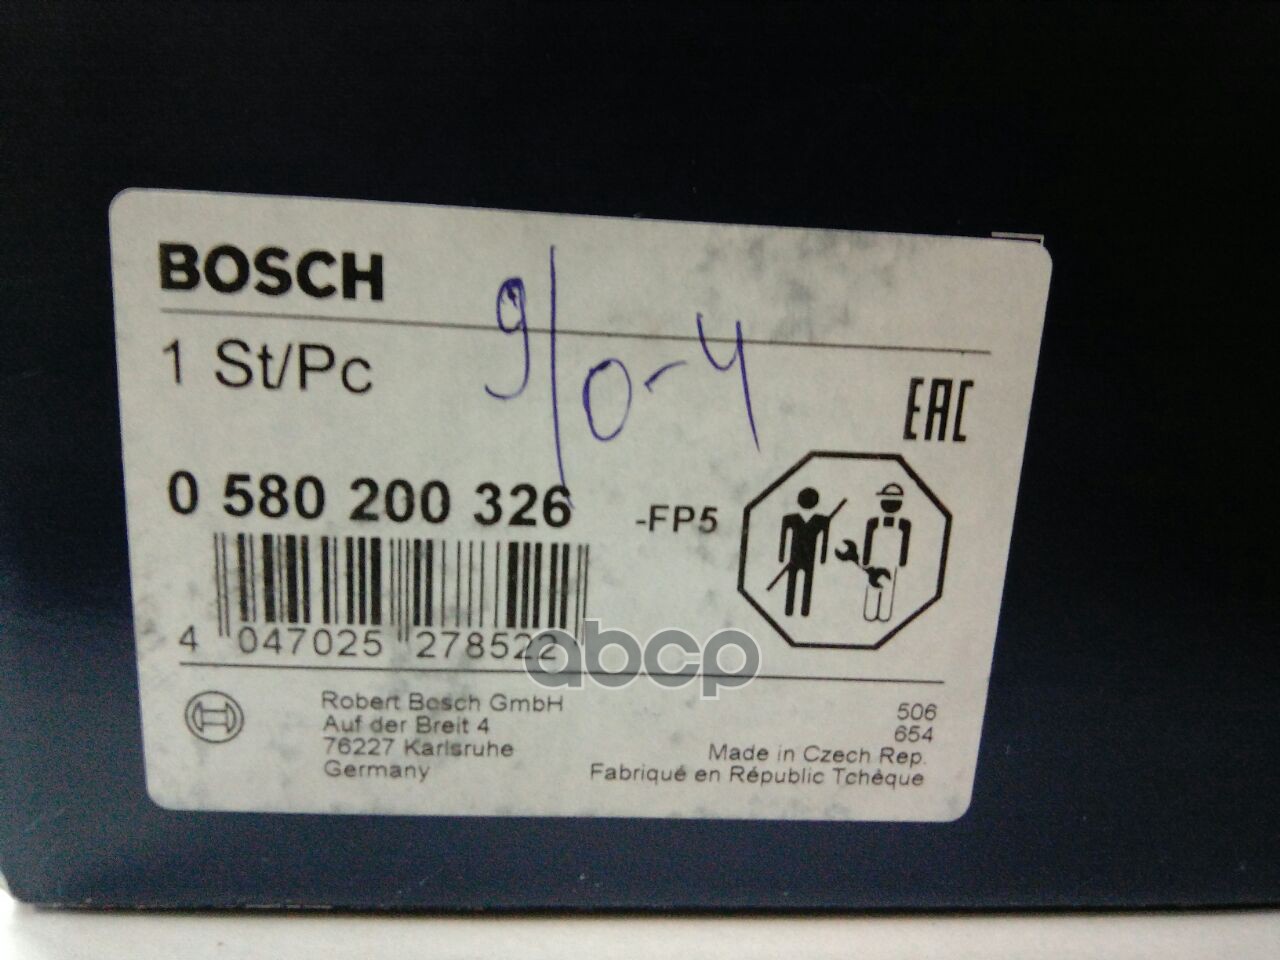 BOSCH
1 St/Pc
9/0-4
EAC
0 580 200 326 -FP5
4 047025 278522
abcp
Robert Bosch GmbH
Auf der Breit 4
76227 Karlsruhe
Germany
506
654
Made in Czech Rep.
Fabriqué en Républic Tchèque